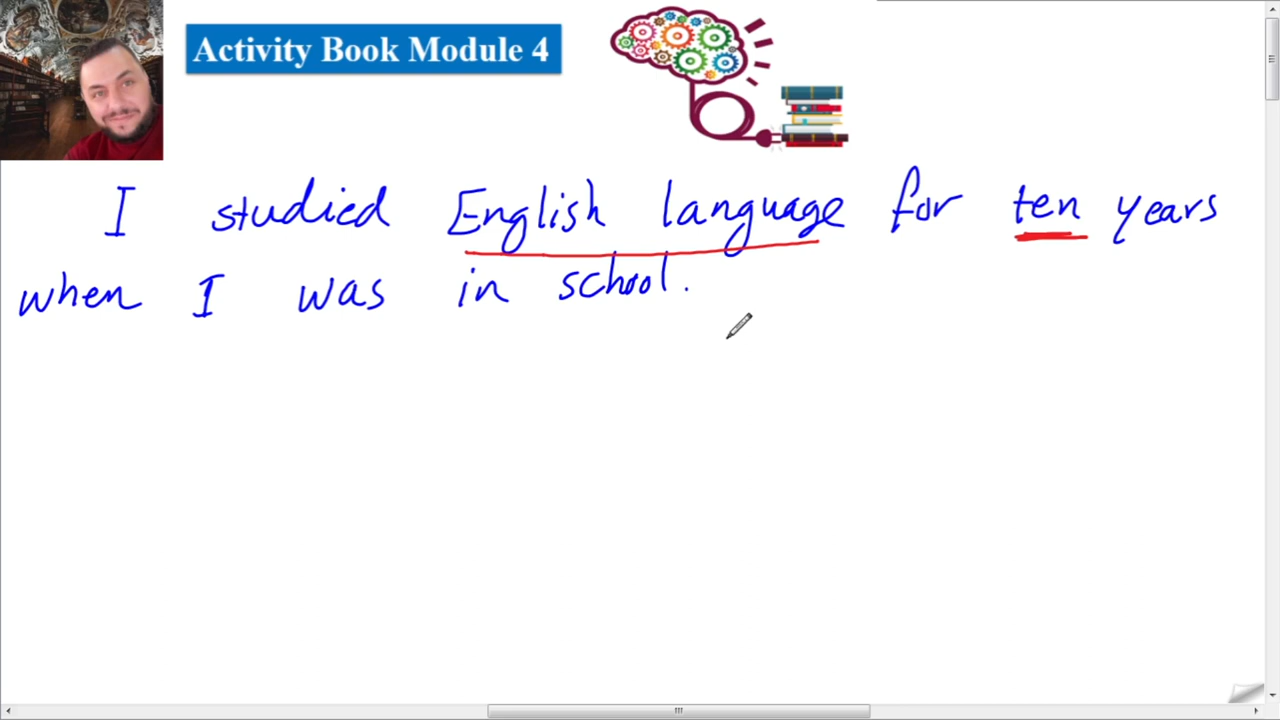 Activity Book Module 4
I studied English language for ten years
when I was in school.